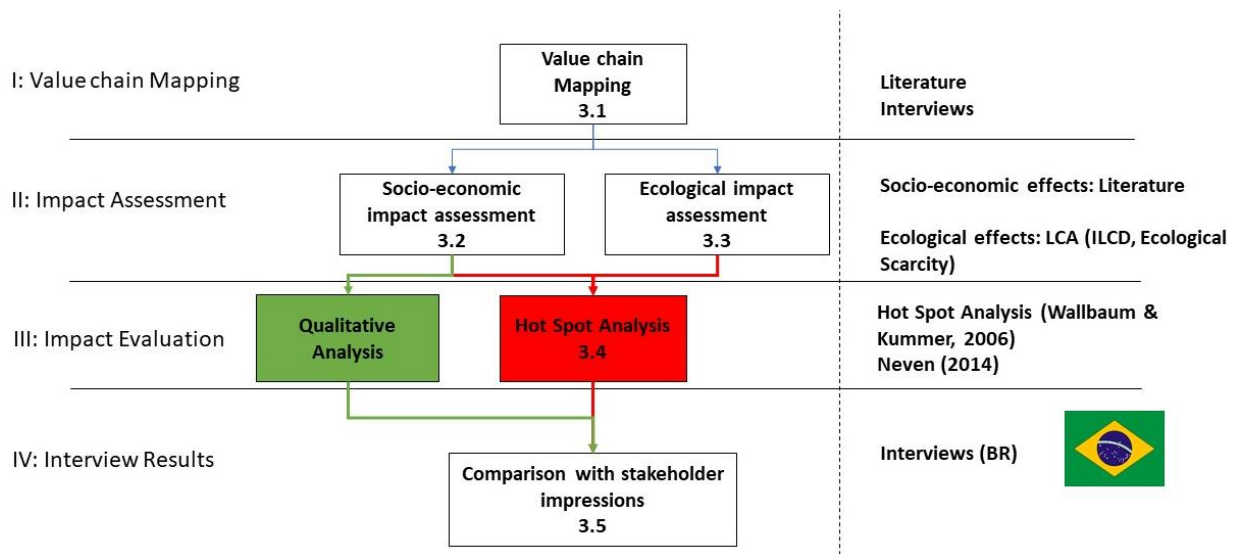 I: Value chain Mapping
Value chain
Mapping
3.1
Literature
Interviews
II: Impact Assessment
Socio-economic
impact assessment
3.2
Ecological impact
assessment
3.3
Socio-economic effects: Literature
Ecological effects: LCA (ILCD, Ecological
Scarcity)
III: Impact Evaluation
Qualitative
Analysis
Hot Spot Analysis
3.4
Hot Spot Analysis (Wallbaum &
Kummer, 2006)
Neven (2014)
IV: Interview Results
Comparison with stakeholder
impressions
3.5
Interviews (BR)